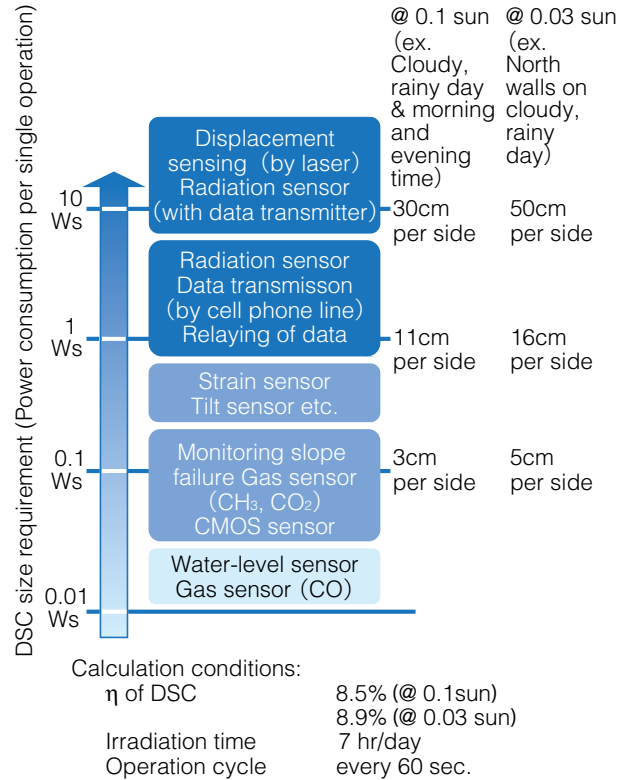 DSC size requirement (Power consumption per single operation)
@ 0.1 sun
(ex.
Cloudy,
rainy day
& morning
and
evening
time)
@ 0.03 sun
(ex.
North
walls on
cloudy,
rainy
day)
Displacement
sensing (by laser)
Radiation sensor
(with data transmitter)
10
Ws
30cm
per side
50cm
per side
Radiation sensor
Data transmisson
(by cell phone line)
Relaying of data
1
Ws
11cm
per side
16cm
per side
Strain sensor
Tilt sensor etc.
Monitoring slope
failure Gas sensor
(CH₃, CO₂)
CMOS sensor
0.1
Ws
3cm
per side
5cm
per side
Water-level sensor
Gas sensor (CO)
0.01
Ws
Calculation conditions:
η of DSC 8.5% (@ 0.1sun)
8.9% (@ 0.03 sun)
Irradiation time 7 hr/day
Operation cycle every 60 sec.